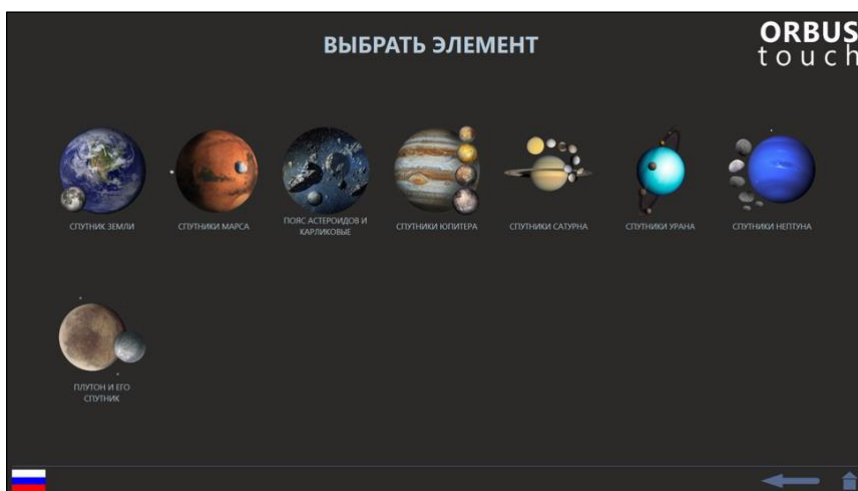 ВЫБРАТЬ ЭЛЕМЕНТ
ORBUS
touch
СПУТНИК ЗЕМЛИ
СПУТНИКИ МАРСА
ПОЯС АСТЕРОИДОВ И
КАРЛИКОВЫЕ
СПУТНИКИ ЮПИТЕРА
СПУТНИКИ САТУРНА
СПУТНИКИ УРАНА
СПУТНИКИ НЕПТУНА
ПЛУТОН И ЕГО
СПУТНИК